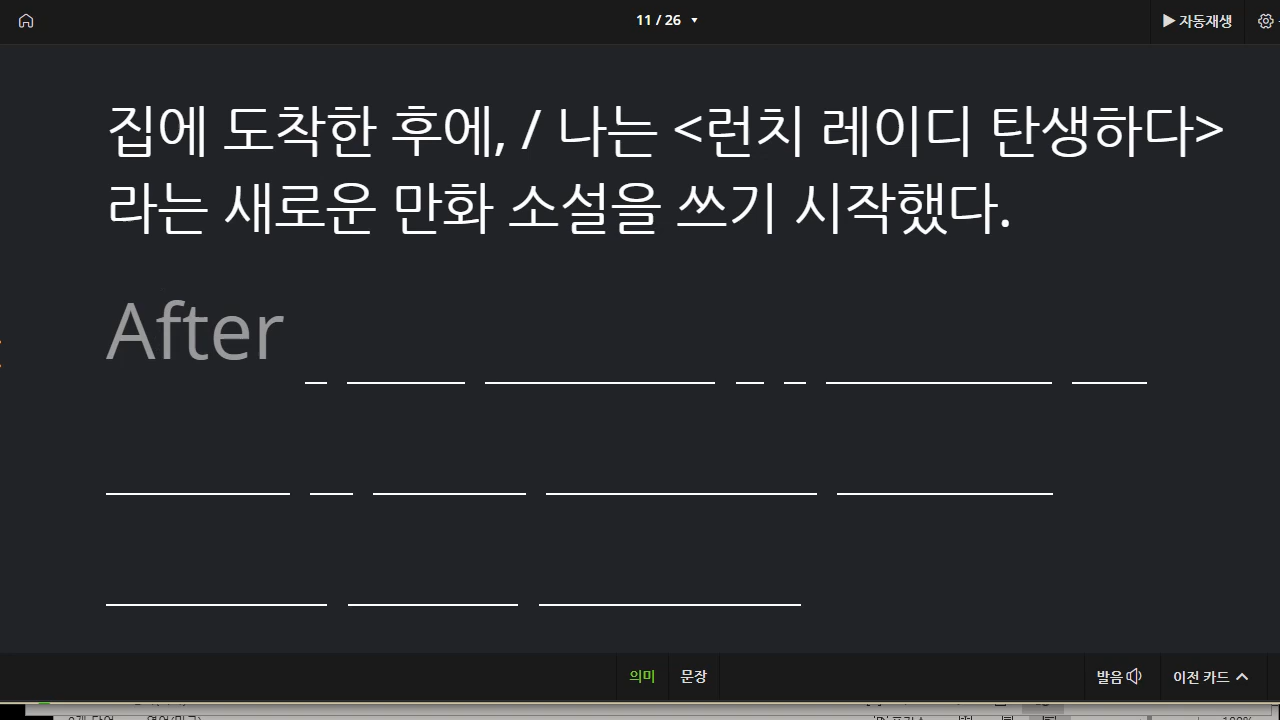 11 / 26 ▼
▶ 자동재생
집에 도착한 후에, / 나는 <런치 레이디 탄생하다>
라는 새로운 만화 소설을 쓰기 시작했다.
After
의미
문장
발음
이전 카드